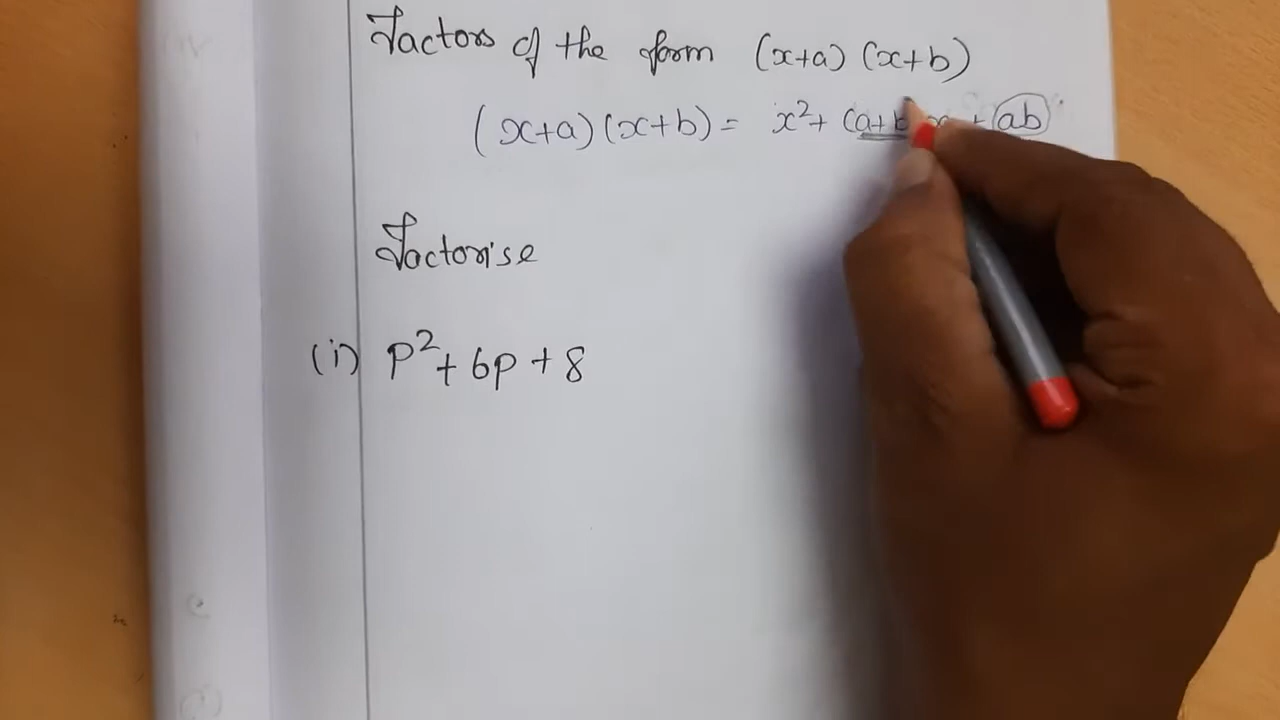 Factors of the form (x+a) (x+b)
(x+a)(x+b) = x²+ (a+b x + ab
Factorise
(i) p²+ 6p + 8